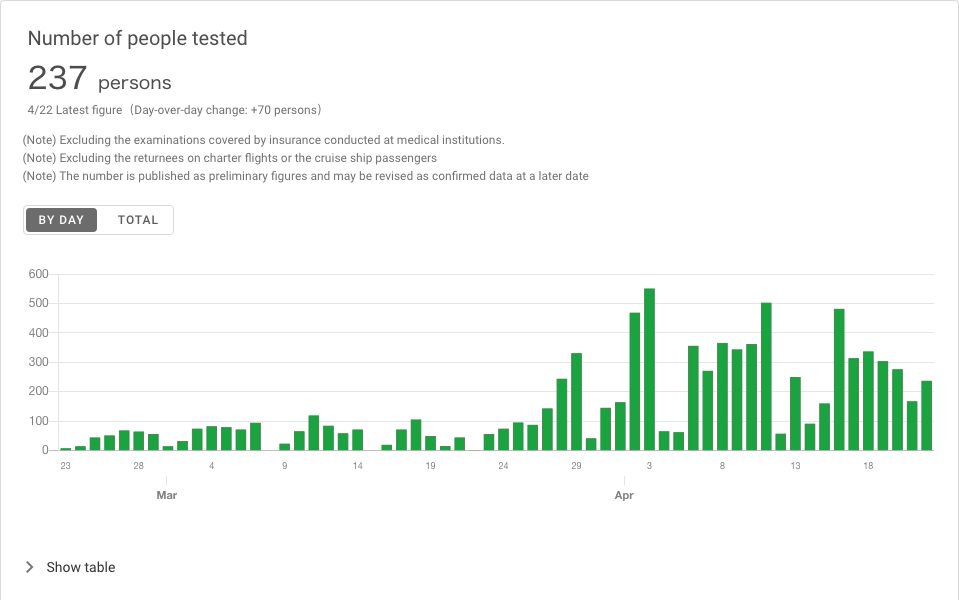 Number of people tested
237 persons
4/22 Latest figure（Day-over-day change: +70 persons）
(Note) Excluding the examinations covered by insurance conducted at medical institutions.
(Note) Excluding the returnees on charter flights or the cruise ship passengers
(Note) The number is published as preliminary figures and may be revised as confirmed data at a later date
BY DAY TOTAL
600
500
400
300
200
100
0
23 28 4 9 14 19 24 29 3 8 13 18
Mar Apr
Show table